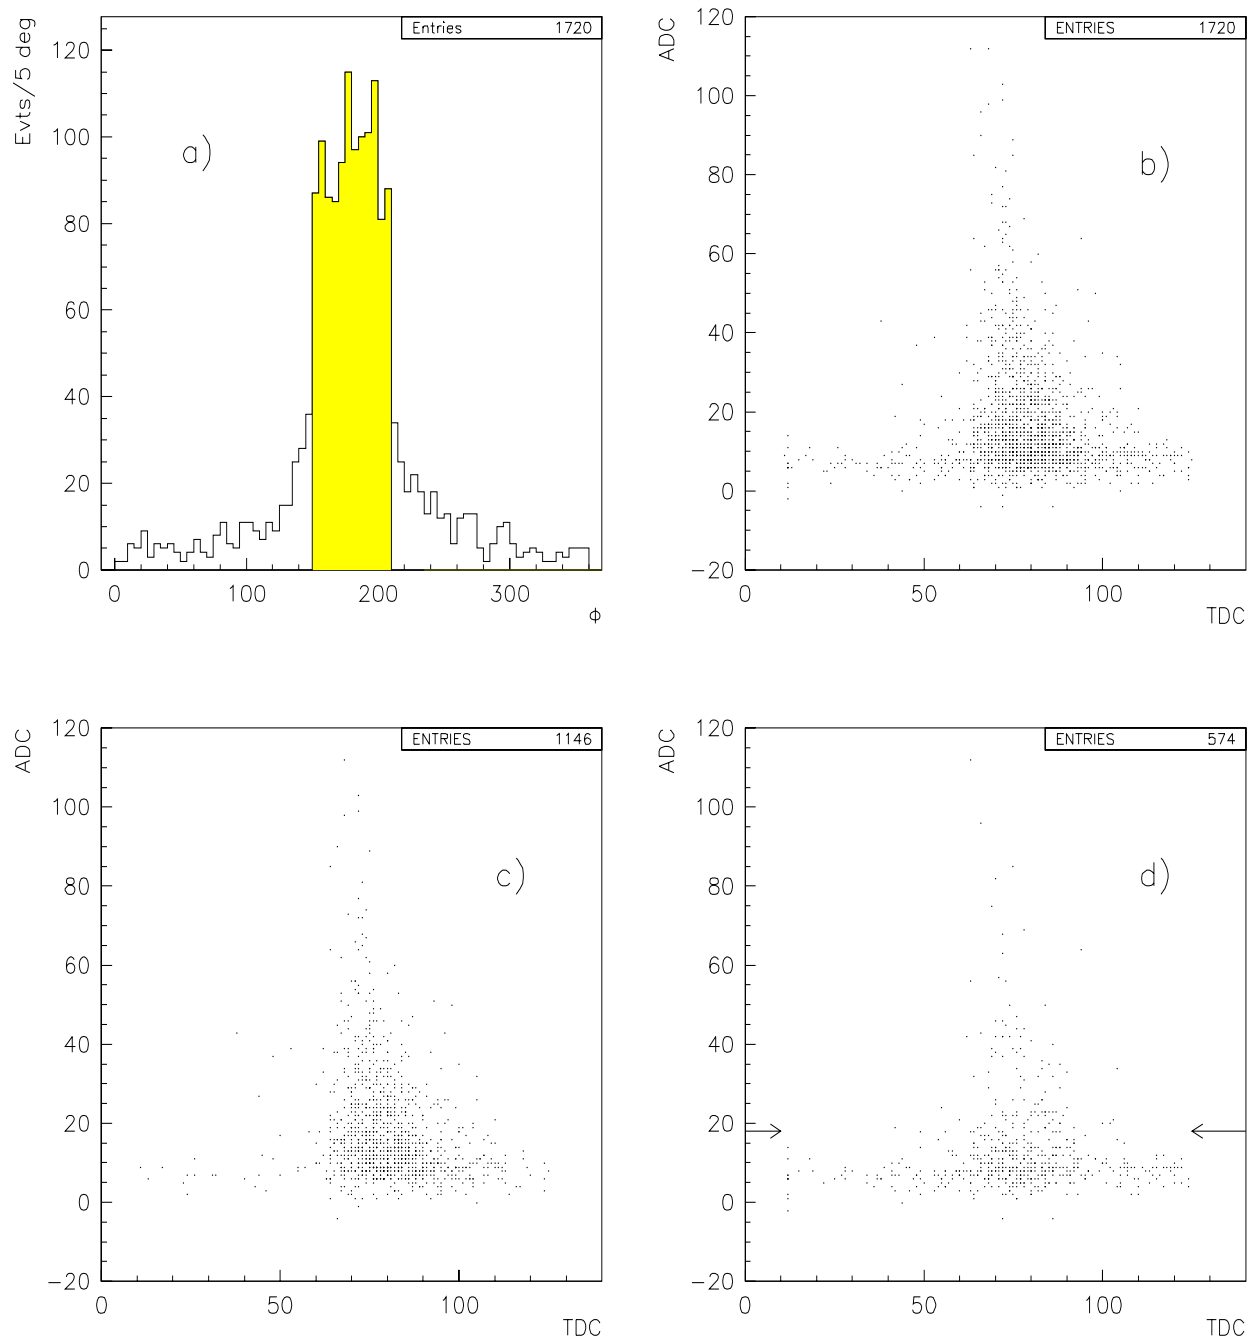 Evts/5 deg
Entries 1720
120
100
80
60
40
20
0
0 100 200 300
ϕ
a)
ADC
ENTRIES 1720
120
100
80
60
40
20
0
−20
0 50 100
TDC
b)
ADC
ENTRIES 1146
120
100
80
60
40
20
0
−20
0 50 100
TDC
c)
ADC
ENTRIES 574
120
100
80
60
40
20
0
−20
0 50 100
TDC
d)